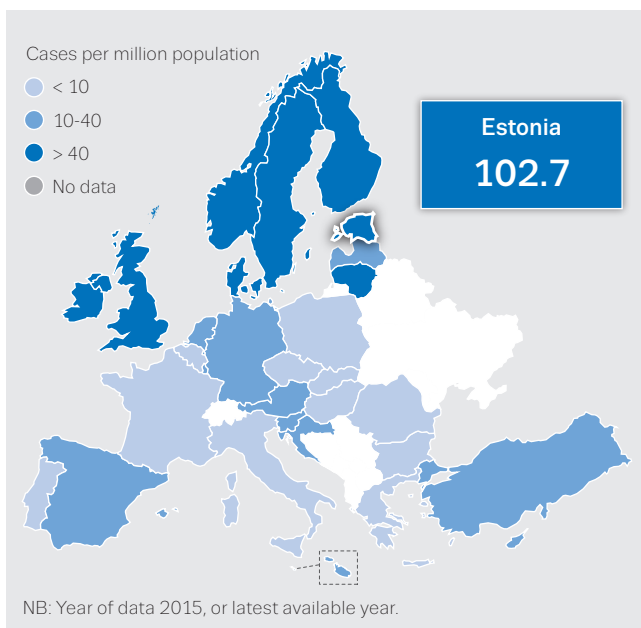 Cases per million population
< 10
10-40
> 40
No data
Estonia
102.7
NB: Year of data 2015, or latest available year.